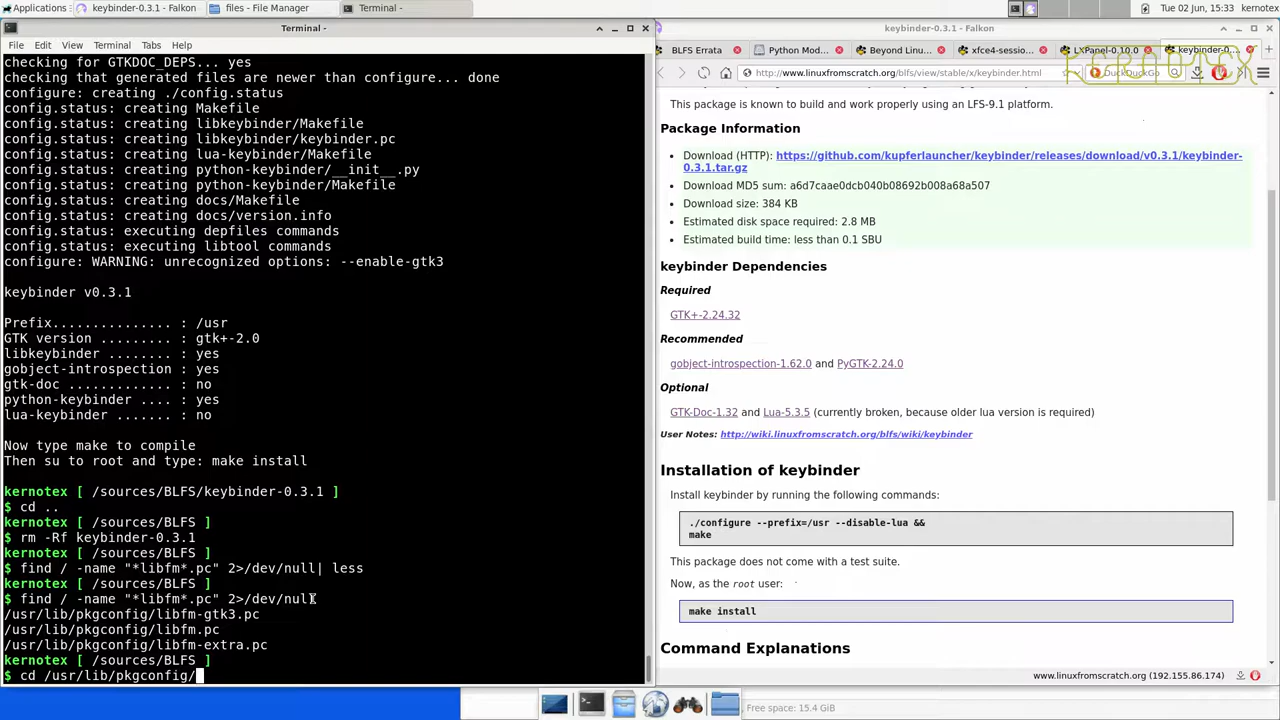 Applications
keybinder-0.3.1 - Falkon
files - File Manager
Terminal -
Tue 02 Jun, 15:33
kernotex
Terminal -
File Edit View Terminal Tabs Help
checking for GTKDOC_DEPS... yes
checking that generated files are newer than configure... done
configure: creating ./config.status
config.status: creating Makefile
config.status: creating libkeybinder/Makefile
config.status: creating libkeybinder/keybinder.pc
config.status: creating lua-keybinder/Makefile
config.status: creating python-keybinder/__init__.py
config.status: creating python-keybinder/Makefile
config.status: creating docs/Makefile
config.status: creating docs/version.info
config.status: executing depfiles commands
config.status: executing libtool commands
configure: WARNING: unrecognized options: --enable-gtk3
keybinder v0.3.1
Prefix............... : /usr
GTK version ......... : gtk+-2.0
libkeybinder ........ : yes
gobject-introspection : yes
gtk-doc ............. : no
python-keybinder .... : yes
lua-keybinder ....... : no
Now type make to compile
Then su to root and type: make install
kernotex [ /sources/BLFS/keybinder-0.3.1 ]
$ cd ..
kernotex [ /sources/BLFS ]
$ rm -Rf keybinder-0.3.1
kernotex [ /sources/BLFS ]
$ find / -name "*libfm*.pc" 2>/dev/null| less
kernotex [ /sources/BLFS ]
$ find / -name "*libfm*.pc" 2>/dev/null
/usr/lib/pkgconfig/libfm-gtk3.pc
/usr/lib/pkgconfig/libfm.pc
/usr/lib/pkgconfig/libfm-extra.pc
kernotex [ /sources/BLFS ]
$ cd /usr/lib/pkgconfig/
keybinder-0.3.1 - Falkon
BLFS Errata
Python Mod...
Beyond Linu...
xfce4-sessio...
LXPanel-0.10.0
keybinder-0...
http://www.linuxfromscratch.org/blfs/view/stable/x/keybinder.html
DuckDuckGo
This package is known to build and work properly using an LFS-9.1 platform.
Package Information
Download (HTTP): https://github.com/kupferlauncher/keybinder/releases/download/v0.3.1/keybinder-
0.3.1.tar.gz
Download MD5 sum: a6d7caae0dcb040b08692b008a68a507
Download size: 384 KB
Estimated disk space required: 2.8 MB
Estimated build time: less than 0.1 SBU
keybinder Dependencies
Required
GTK+-2.24.32
Recommended
gobject-introspection-1.62.0 and PyGTK-2.24.0
Optional
GTK-Doc-1.32 and Lua-5.3.5 (currently broken, because older lua version is required)
User Notes: http://wiki.linuxfromscratch.org/blfs/wiki/keybinder
Installation of keybinder
Install keybinder by running the following commands:
./configure --prefix=/usr --disable-lua &&
make
This package does not come with a test suite.
Now, as the root user:
make install
Command Explanations
www.linuxfromscratch.org (192.155.86.174)
Free space: 15.4 GiB